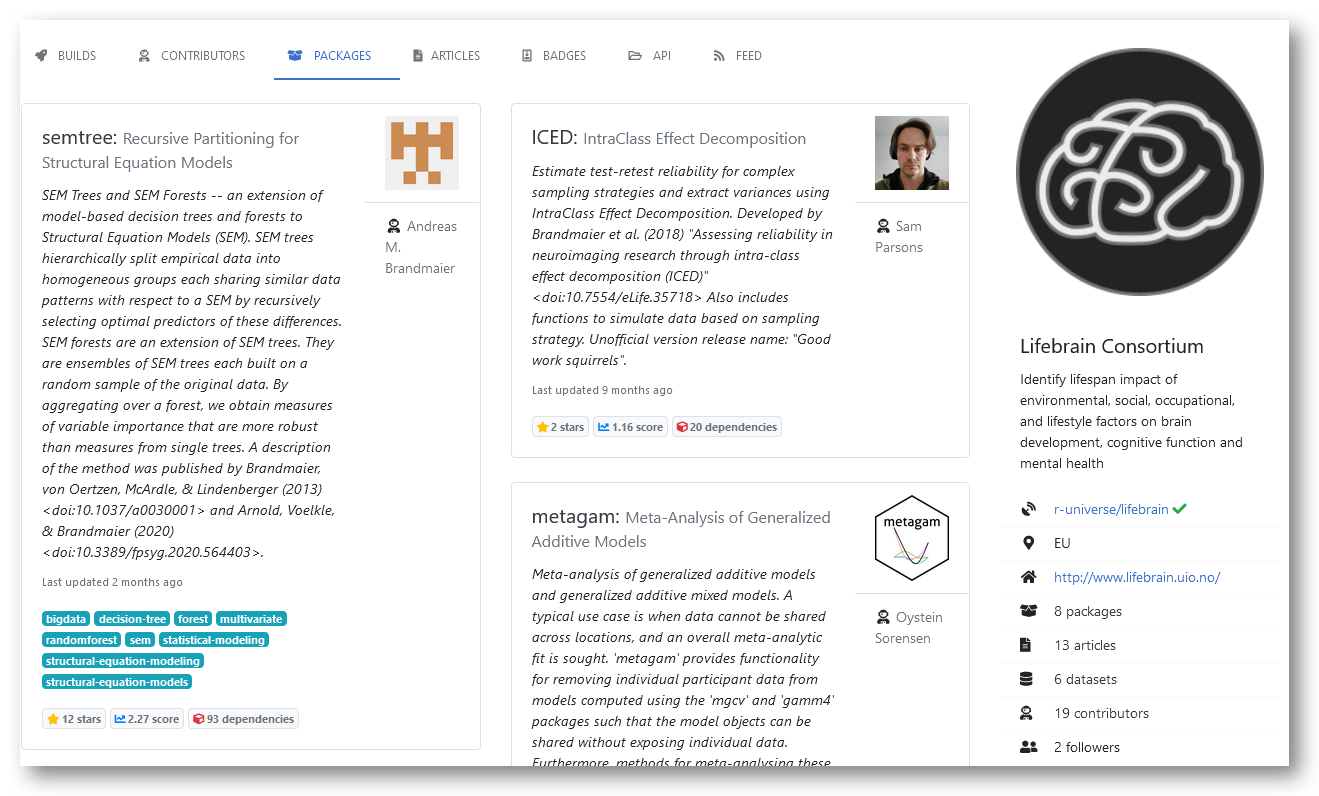 BUILDS CONTRIBUTORS PACKAGES ARTICLES BADGES API FEED
semtree: Recursive Partitioning for
Structural Equation Models
SEM Trees and SEM Forests -- an extension of
model-based decision trees and forests to
Structural Equation Models (SEM). SEM trees
hierarchically split empirical data into
homogeneous groups each sharing similar data
patterns with respect to a SEM by recursively
selecting optimal predictors of these differences.
SEM forests are an extension of SEM trees. They
are ensembles of SEM trees each built on a
random sample of the original data. By
aggregating over a forest, we obtain measures
of variable importance that are more robust
than measures from single trees. A description
of the method was published by Brandmaier,
von Oertzen, McArdle, & Lindenberger (2013)
<doi:10.1037/a0030001> and Arnold, Voelkle,
& Brandmaier (2020)
<doi:10.3389/fpsyg.2020.564403>.
Last updated 2 months ago
bigdata decision-tree forest multivariate
randomforest sem statistical-modeling
structural-equation-modeling
structural-equation-models
12 stars 2.27 score 93 dependencies
Andreas
M.
Brandmaier
ICED: IntraClass Effect Decomposition
Estimate test-retest reliability for complex
sampling strategies and extract variances using
IntraClass Effect Decomposition. Developed by
Brandmaier et al. (2018) "Assessing reliability in
neuroimaging research through intra-class
effect decomposition (ICED)"
<doi:10.7554/eLife.35718> Also includes
functions to simulate data based on sampling
strategy. Unofficial version release name: "Good
work squirrels".
Last updated 9 months ago
2 stars 1.16 score 20 dependencies
Sam
Parsons
metagam: Meta-Analysis of Generalized
Additive Models
Meta-analysis of generalized additive models
and generalized additive mixed models. A
typical use case is when data cannot be shared
across locations, and an overall meta-analytic
fit is sought. 'metagam' provides functionality
for removing individual participant data from
models computed using the 'mgcv' and 'gamm4'
packages such that the model objects can be
shared without exposing individual data.
Furthermore, methods for meta-analysing these
metagam
Oystein
Sorensen
Lifebrain Consortium
Identify lifespan impact of
environmental, social, occupational,
and lifestyle factors on brain
development, cognitive function and
mental health
r-universe/lifebrain
EU
http://www.lifebrain.uio.no/
8 packages
13 articles
6 datasets
19 contributors
2 followers